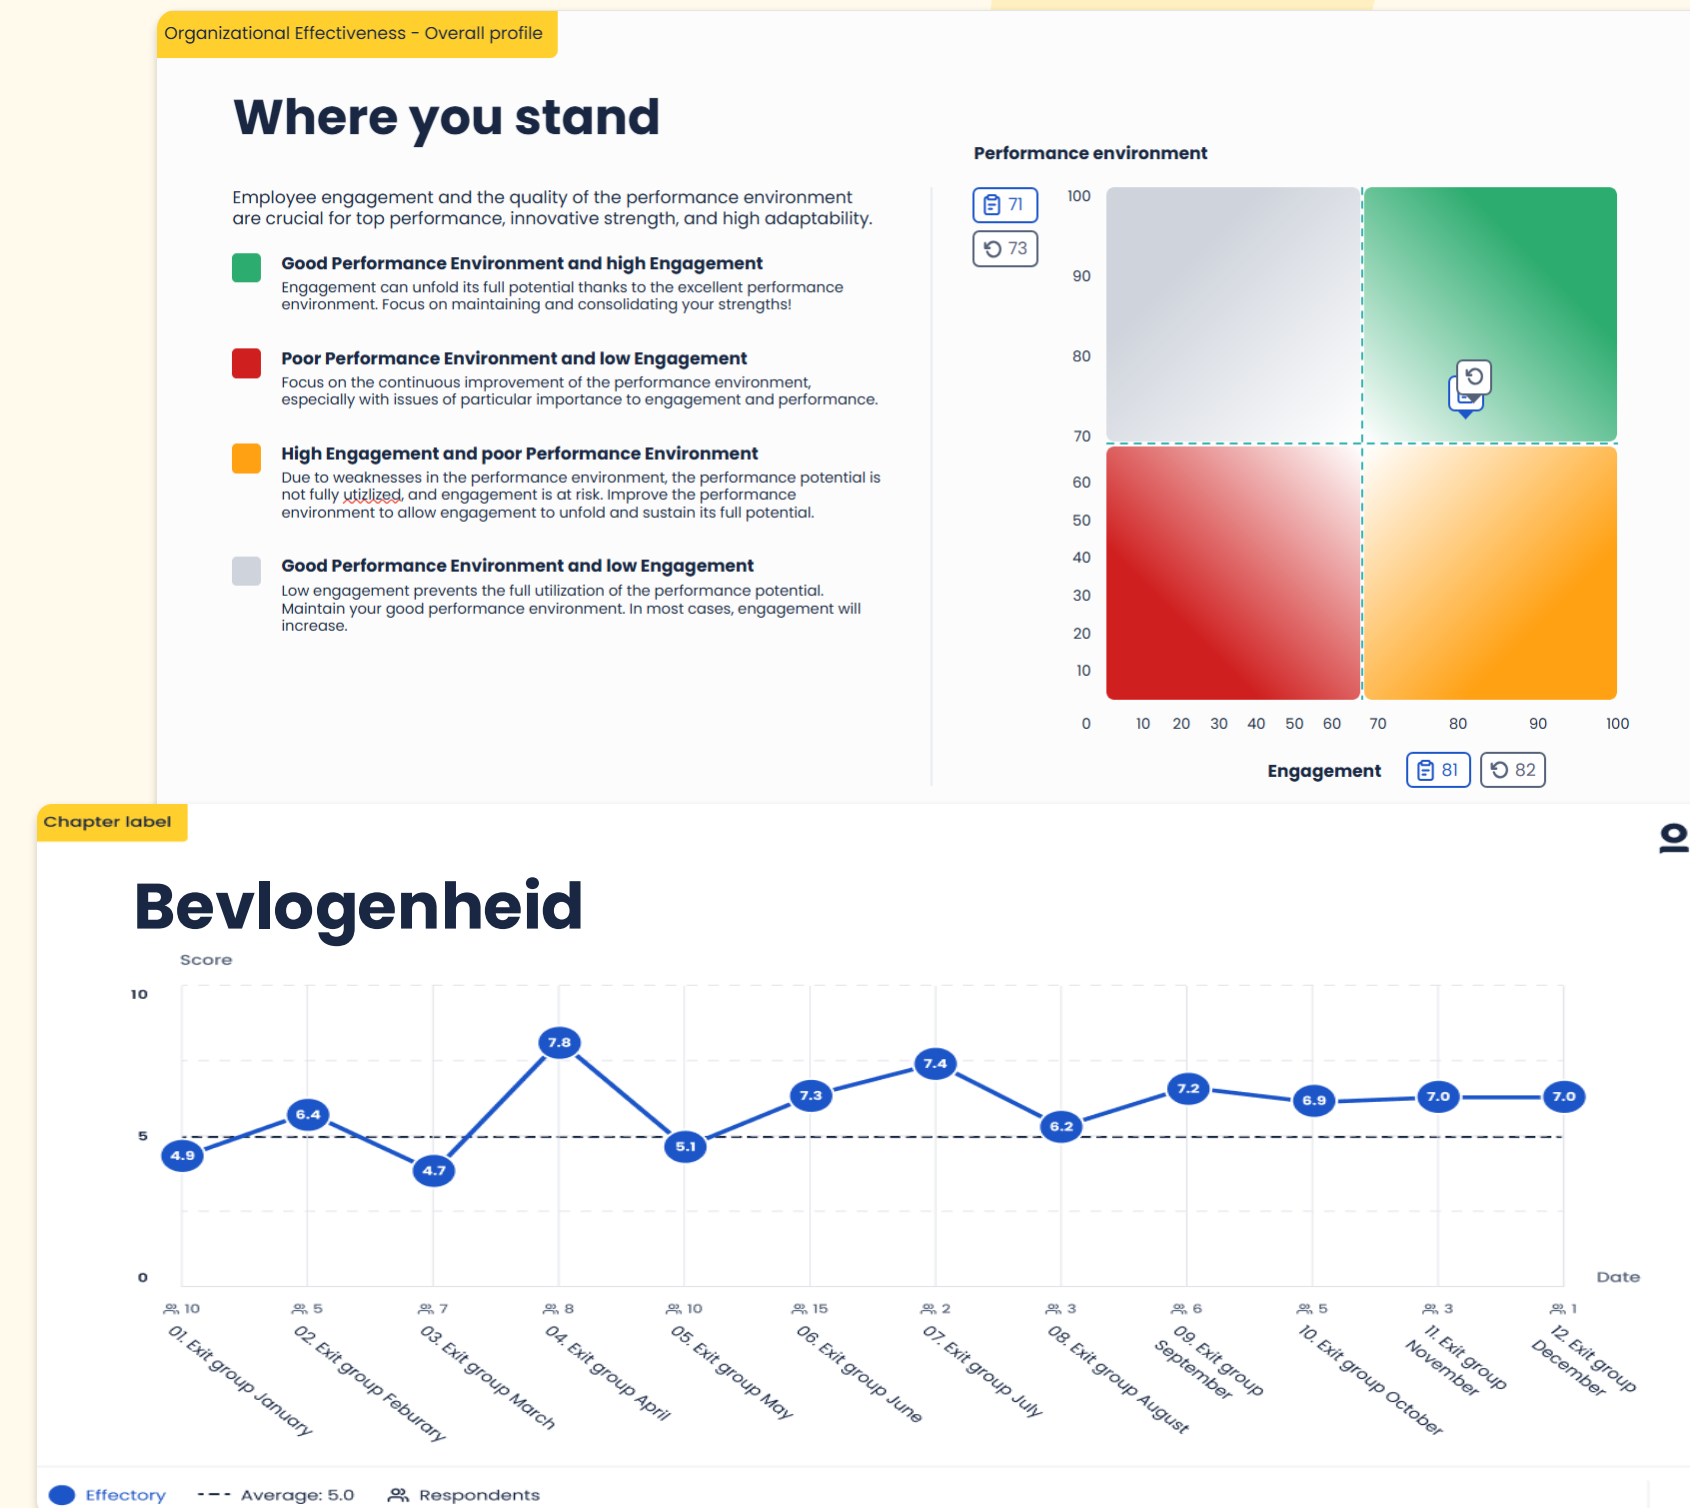 Organizational Effectiveness - Overall profile
Where you stand
Employee engagement and the quality of the performance environment
are crucial for top performance, innovative strength, and high adaptability.
Good Performance Environment and high Engagement
Engagement can unfold its full potential thanks to the excellent performance
environment. Focus on maintaining and consolidating your strengths!
Poor Performance Environment and low Engagement
Focus on the continuous improvement of the performance environment,
especially with issues of particular importance to engagement and performance.
High Engagement and poor Performance Environment
Due to weaknesses in the performance environment, the performance potential is
not fully utizlized, and engagement is at risk. Improve the performance
environment to allow engagement to unfold and sustain its full potential.
Good Performance Environment and low Engagement
Low engagement prevents the full utilization of the performance potential.
Maintain your good performance environment. In most cases, engagement will
increase.
Performance environment
71
73
100
90
80
70
60
50
40
30
20
10
0 10 20 30 40 50 60 70 80 90 100
Engagement 81 82
Chapter label
Bevlogenheid
Score
10
5
0
4.9 6.4 4.7 7.8 5.1 7.3 7.4 6.2 7.2 6.9 7.0 7.0
Date
10 5 7 8 10 15 2 3 6 5 3 1
01. Exit group January
02. Exit group Feburary
03. Exit group March
04. Exit group April
05. Exit group May
06. Exit group June
07. Exit group July
08. Exit group August
09. Exit group
September
10. Exit group October
11. Exit group
November
12. Exit group
December
Effectory Average: 5.0 Respondents